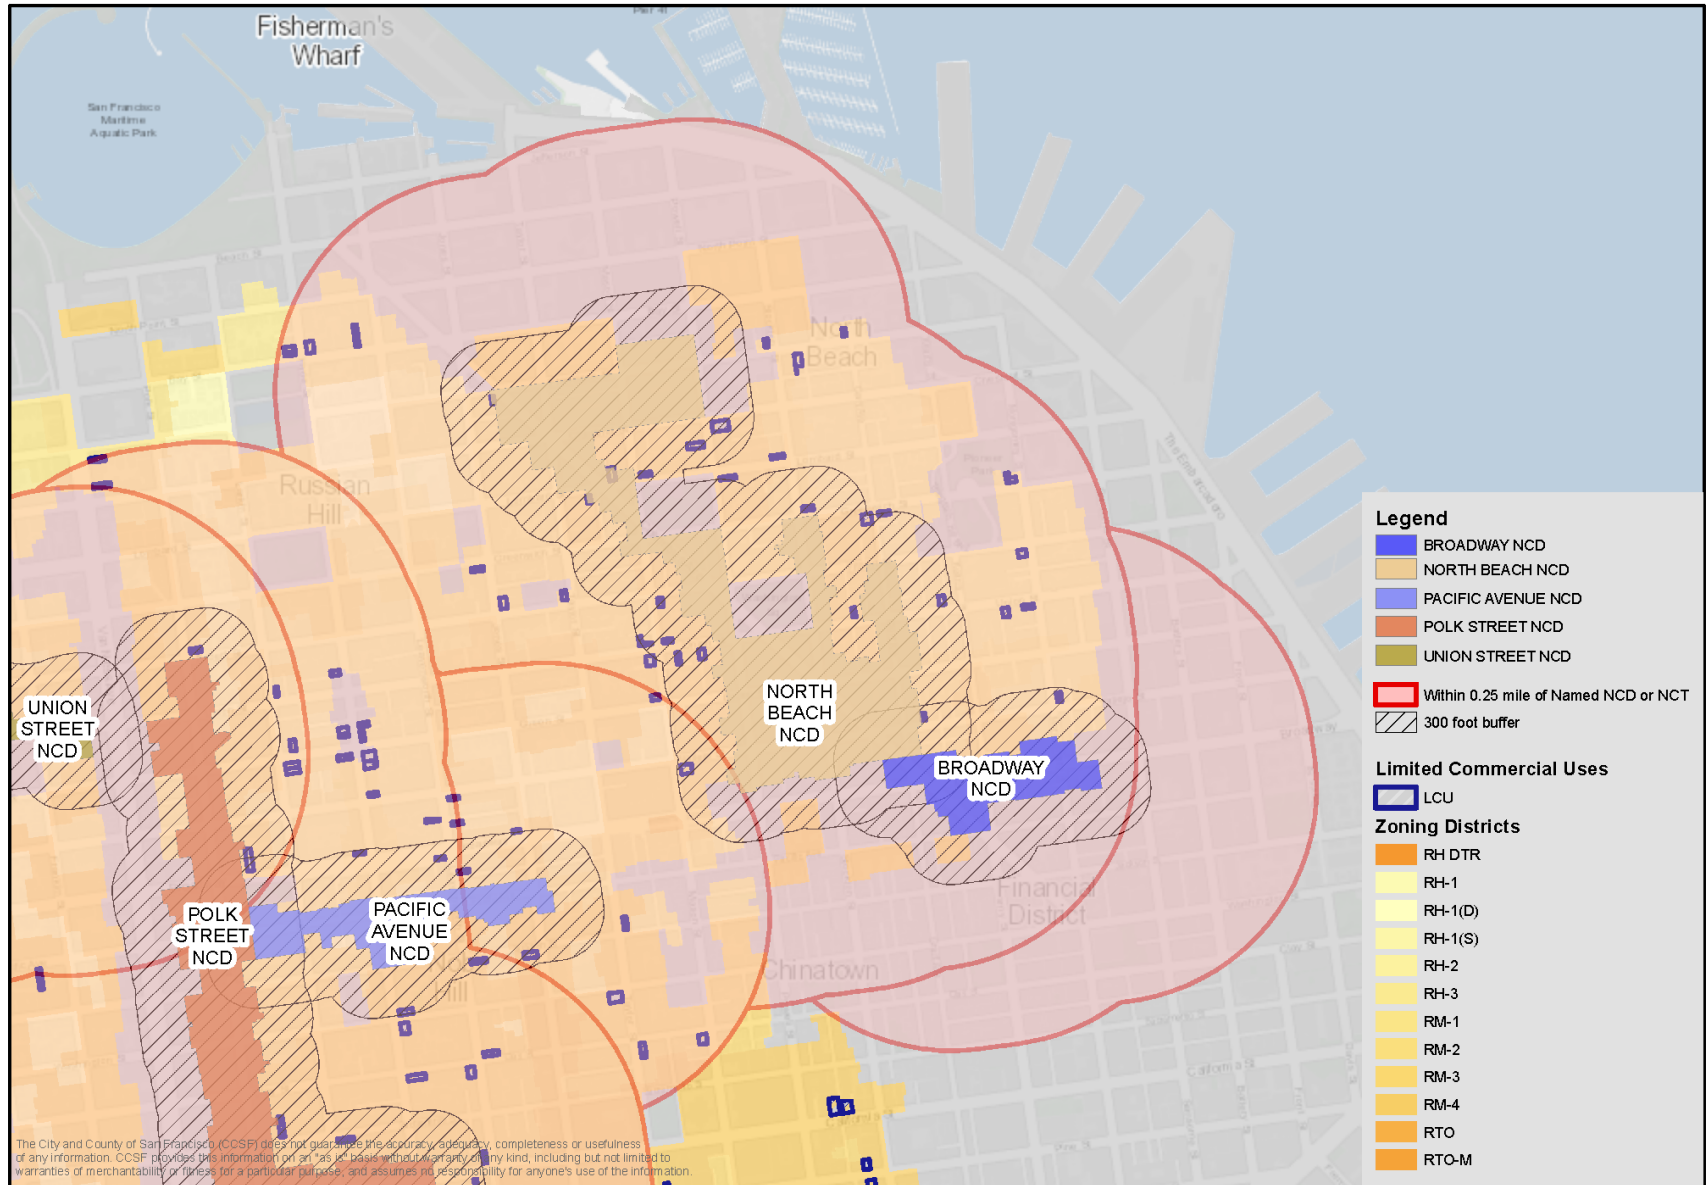 Fisherman's
Wharf
San Francisco
Maritime
Aquatic Park
North
Beach
Russian
Hill
The Embarcadero
UNION
STREET
NCD
NORTH
BEACH
NCD
BROADWAY
NCD
Broadway
POLK
STREET
NCD
PACIFIC
AVENUE
NCD
Hill
Financial
District
Chinatown
California St
Legend
BROADWAY NCD
NORTH BEACH NCD
PACIFIC AVENUE NCD
POLK STREET NCD
UNION STREET NCD
Within 0.25 mile of Named NCD or NCT
300 foot buffer
Limited Commercial Uses
LCU
Zoning Districts
RH DTR
RH-1
RH-1(D)
RH-1(S)
RH-2
RH-3
RM-1
RM-2
RM-3
RM-4
RTO
RTO-M
The City and County of San Francisco (CCSF) does not guarantee the accuracy, adequacy, completeness or usefulness
of any information. CCSF provides this information on an "as is" basis without warranty of any kind, including but not limited to
warranties of merchantability or fitness for a particular purpose, and assumes no responsibility for anyone's use of the information.